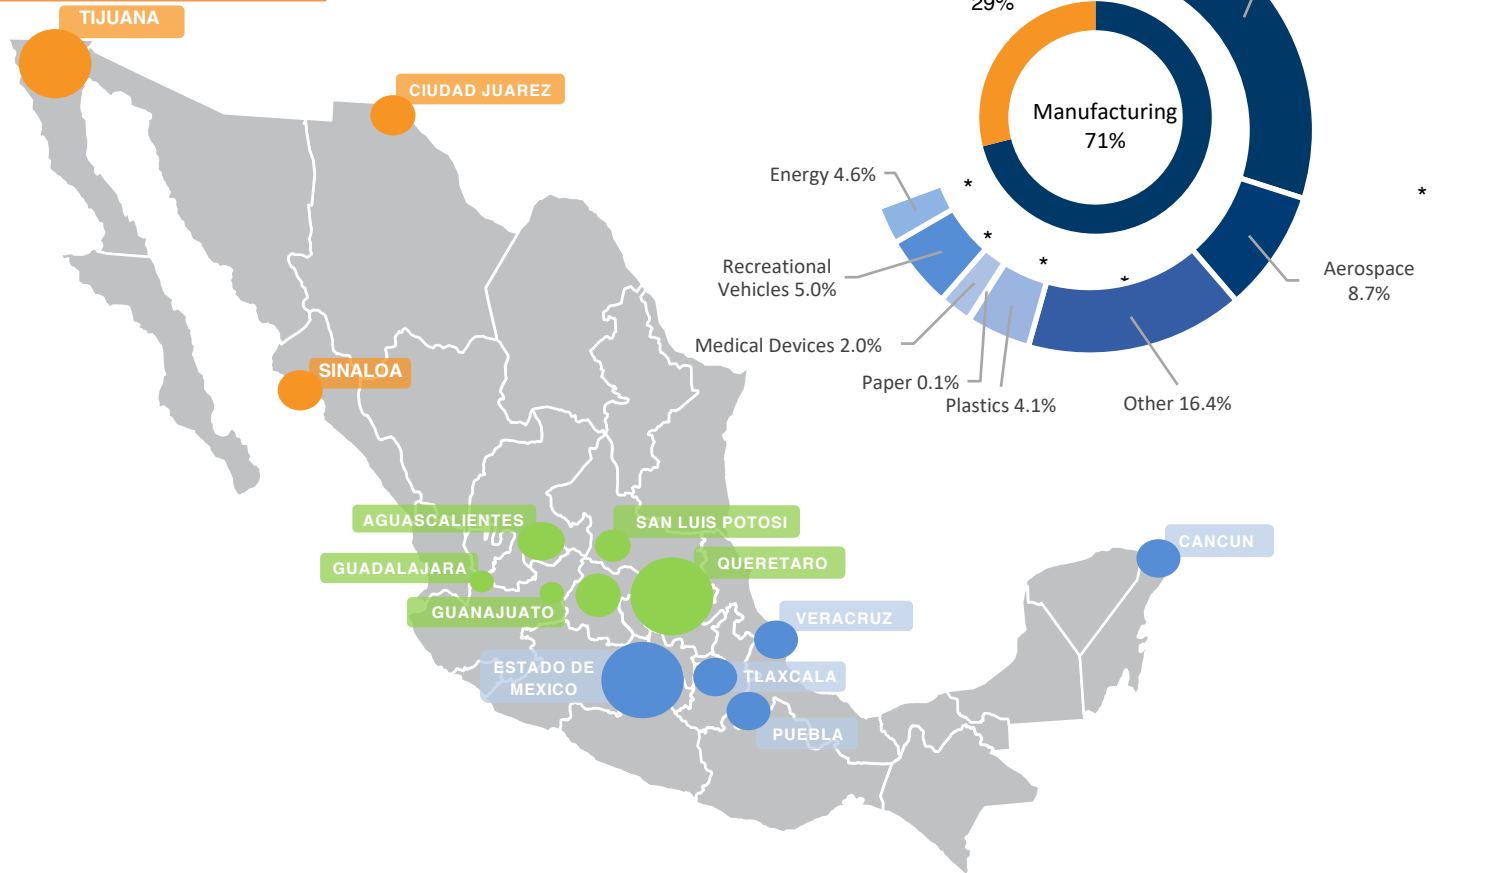 29%
TIJUANA
CIUDAD JUAREZ
Manufacturing
71%
Energy 4.6%
*
*
*
*
*
Recreational
Vehicles 5.0%
Aerospace
8.7%
Medical Devices 2.0%
Paper 0.1%
Plastics 4.1%
Other 16.4%
SINALOA
AGUASCALIENTES
SAN LUIS POTOSI
CANCUN
GUADALAJARA
QUERETARO
GUANAJUATO
VERACRUZ
ESTADO DE
MEXICO
TLAXCALA
PUEBLA